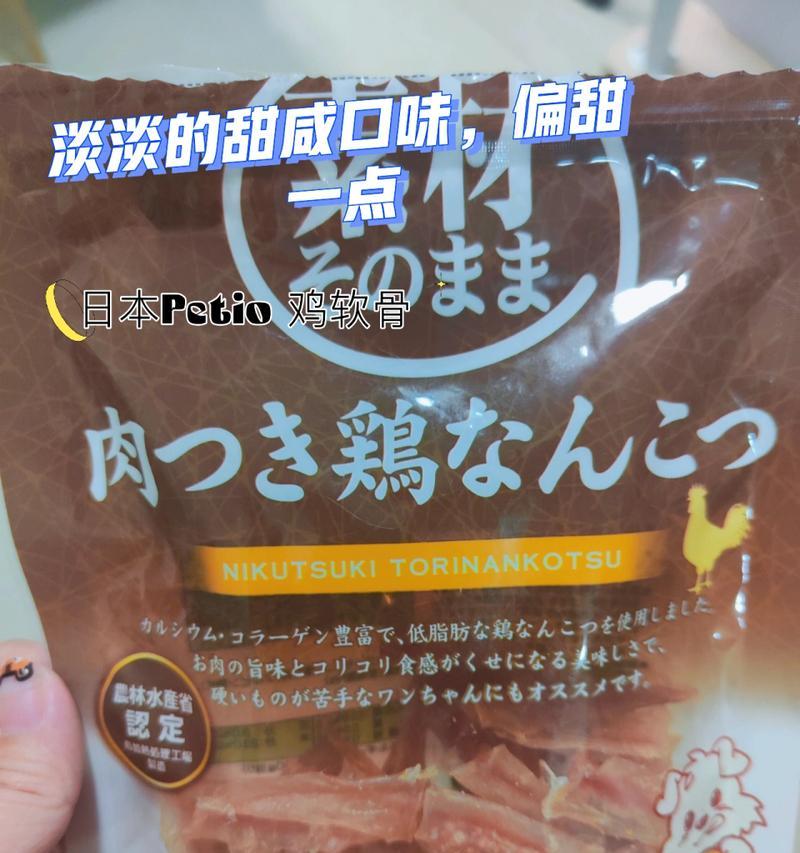 淡淡的甜咸口味，偏甜
一点
素材
そのまま
日本Petio 鸡软骨
肉つき鶏なんこつ
NIKUTSUKI TORINANKOTSU
カルシウム・コラーゲン豊富で、低脂肪な鶏なんこつを使用しました。
お肉の旨味とコリコリ食感がくせになる美味しさで、
硬いものが苦手なワンちゃんにもオススメです。
農林水産省
認定
製造